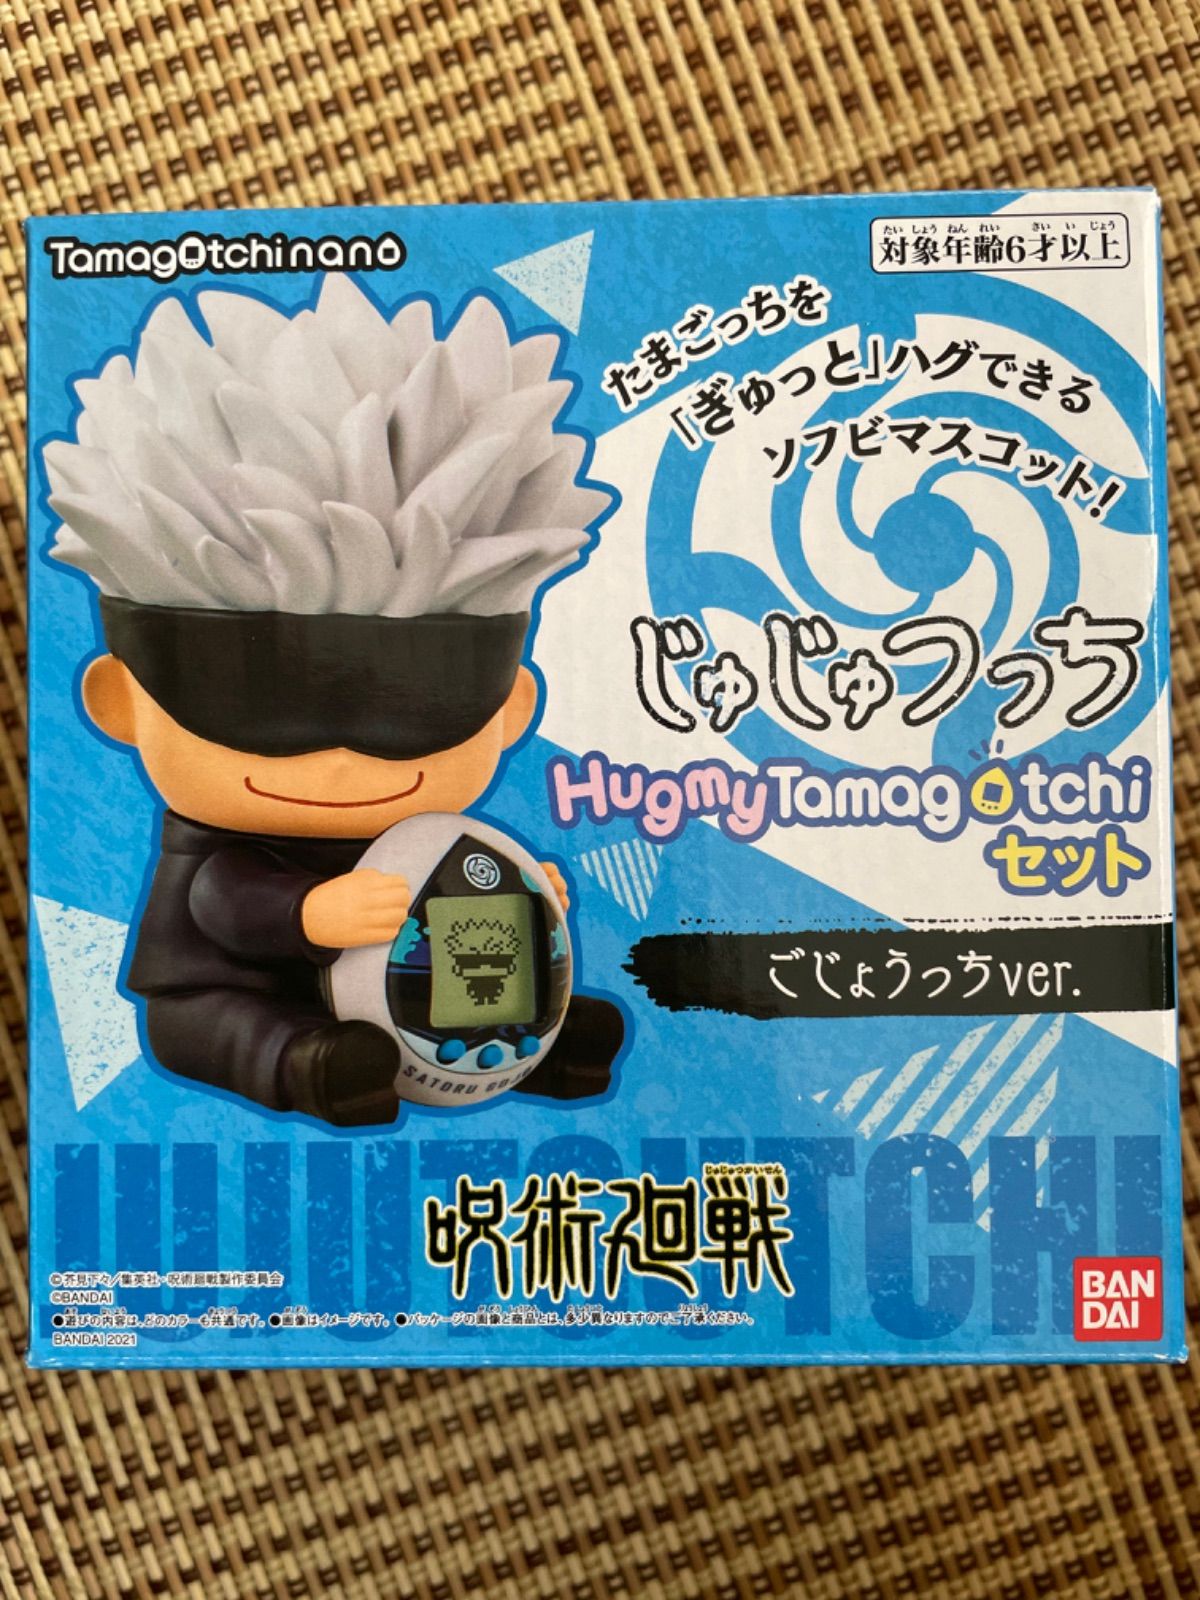 Tamagotchi nano
たいしょうねんれい さいいじょう
対象年齢6才以上
たまごっちを
「ぎゅっと」ハグできる
ソフビマスコット!
じゅじゅつっち
Hugmy Tamagotchi
セット
ごじょうっちver.
SATORU GOJO
JUJUTSUTCHI
じゅじゅつかいせん
呪術廻戦
©芥見下々/集英社・呪術廻戦製作委員会
©BANDAI
●遊びの内容は、どのカラーも共通です。●画像はイメージです。●パッケージの画像と商品とは、多少異なりますのでご了承ください。
BANDAI 2021
BAN
DAI